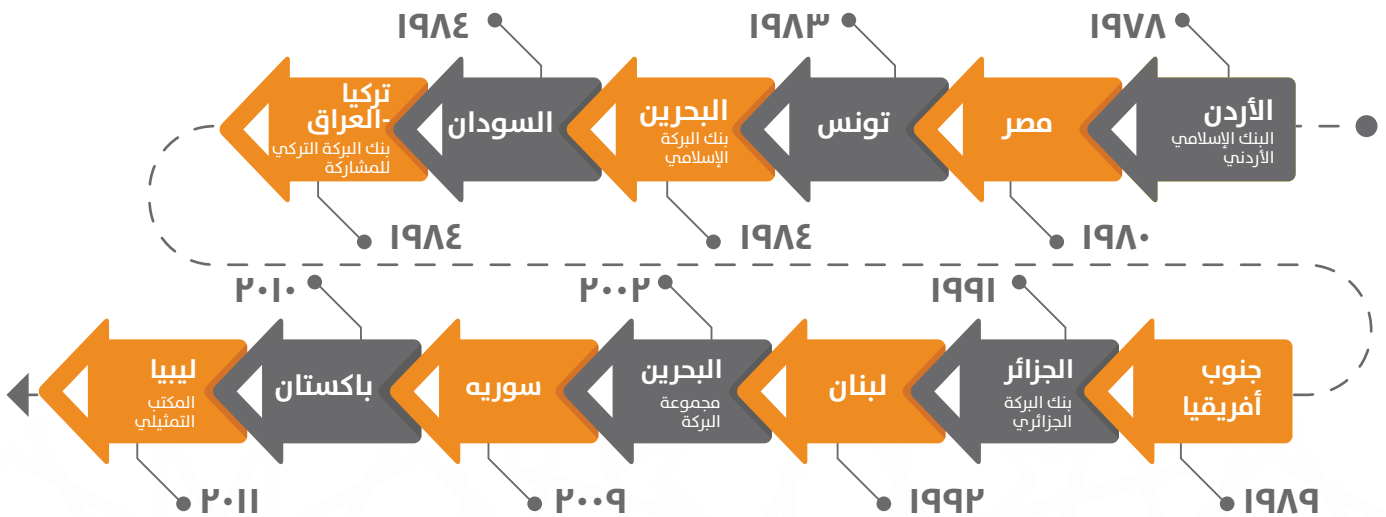 ١٩٧٨
الأردن
البنك الإسلامي
الأردني
مصر
١٩٨٠
١٩٨٣
تونس
البحرين
بنك البركة
الإسلامي
١٩٨٤
١٩٨٤
السودان
تركيا
-العراق
بنك البركة التركي
للمشاركة
١٩٨٤
جنوب
أفريقيا
١٩٨٩
١٩٩١
الجزائر
بنك البركة
الجزائري
لبنان
١٩٩٢
٢٠٠٢
البحرين
مجموعة
البركة
سوريه
٢٠٠٩
٢٠١٠
باكستان
ليبيا
المكتب
التمثيلي
٢٠١١